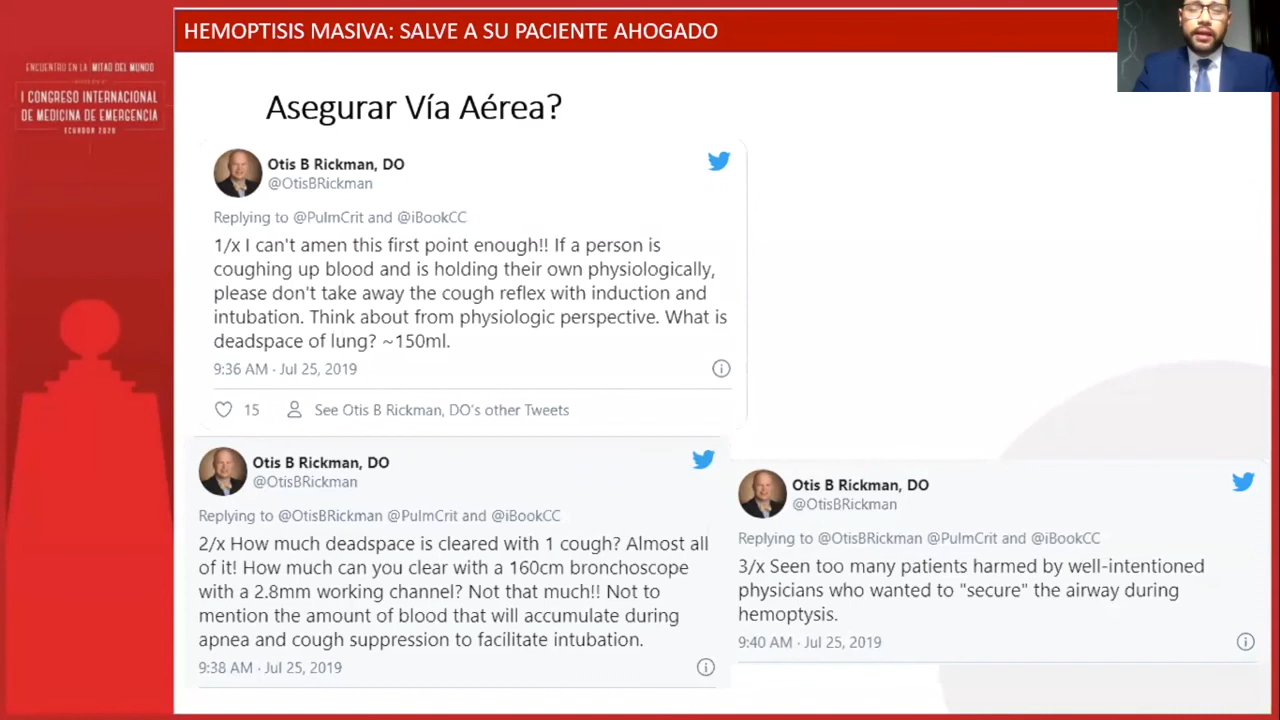 HEMOPTISIS MASIVA: SALVE A SU PACIENTE AHOGADO
ENCUENTRO EN LA MITAD DEL MUNDO
I CONGRESO INTERNACIONAL
DE MEDICINA DE EMERGENCIA
ECUADOR 2020
Asegurar Vía Aérea?
Otis B Rickman, DO
@OtisBRickman
Replying to @PulmCrit and @iBookCC
1/x I can't amen this first point enough!! If a person is
coughing up blood and is holding their own physiologically,
please don't take away the cough reflex with induction and
intubation. Think about from physiologic perspective. What is
deadspace of lung? ~150ml.
9:36 AM · Jul 25, 2019
15 See Otis B Rickman, DO's other Tweets
Otis B Rickman, DO
@OtisBRickman
Replying to @OtisBRickman @PulmCrit and @iBookCC
2/x How much deadspace is cleared with 1 cough? Almost all
of it! How much can you clear with a 160cm bronchoscope
with a 2.8mm working channel? Not that much!! Not to
mention the amount of blood that will accumulate during
apnea and cough suppression to facilitate intubation.
9:38 AM · Jul 25, 2019
Otis B Rickman, DO
@OtisBRickman
Replying to @OtisBRickman @PulmCrit and @iBookCC
3/x Seen too many patients harmed by well-intentioned
physicians who wanted to "secure" the airway during
hemoptysis.
9:40 AM · Jul 25, 2019